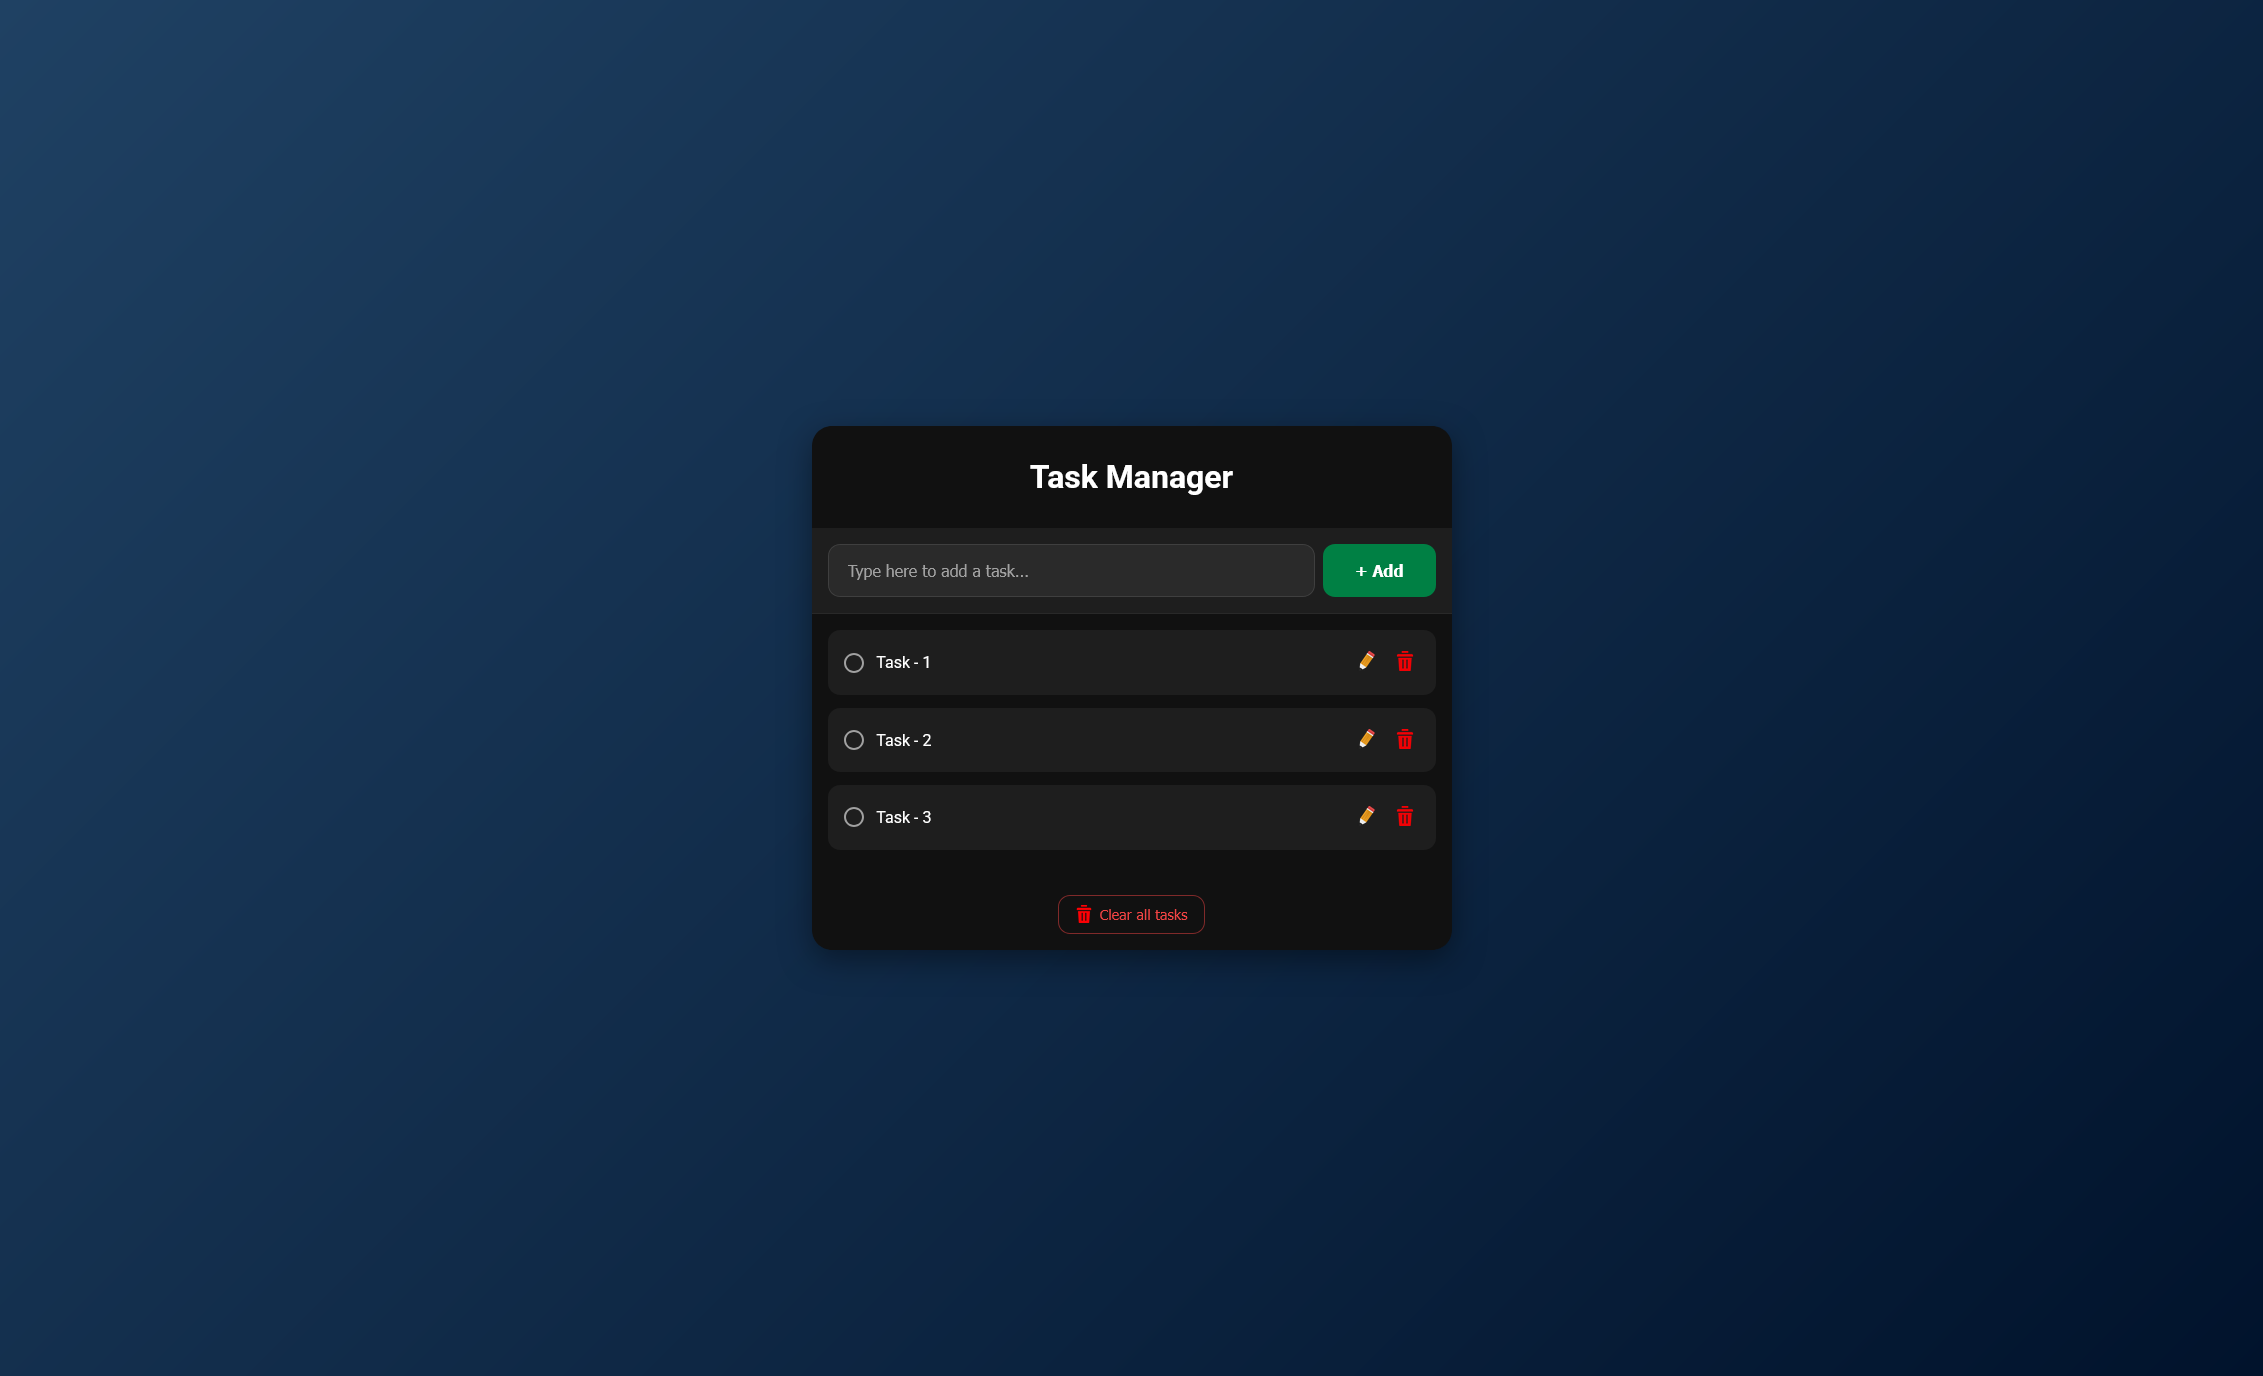 Task Manager
Type here to add a task...
+ Add
Task - 1
Task - 2
Task - 3
Clear all tasks